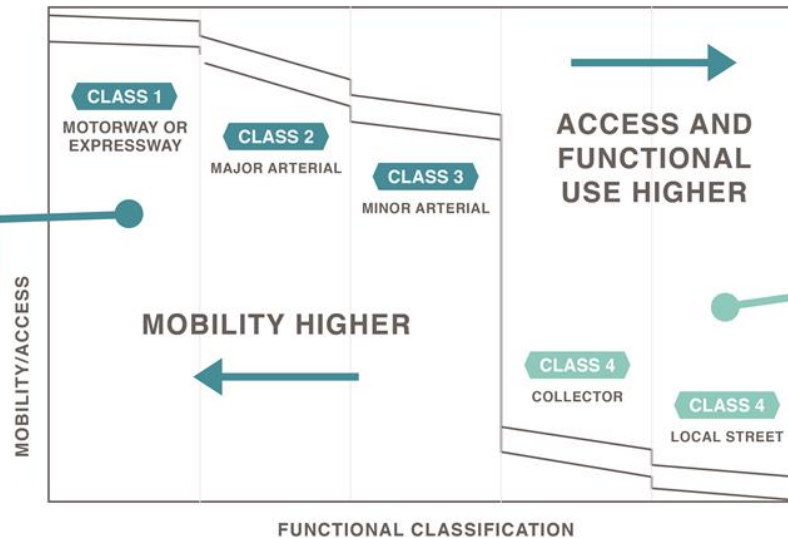 CLASS 1
MOTORWAY OR
EXPRESSWAY
CLASS 2
MAJOR ARTERIAL
CLASS 3
MINOR ARTERIAL
ACCESS AND
FUNCTIONAL
USE HIGHER
MOBILITY HIGHER
CLASS 4
COLLECTOR
CLASS 4
LOCAL STREET
MOBILITY/ACCESS
FUNCTIONAL CLASSIFICATION